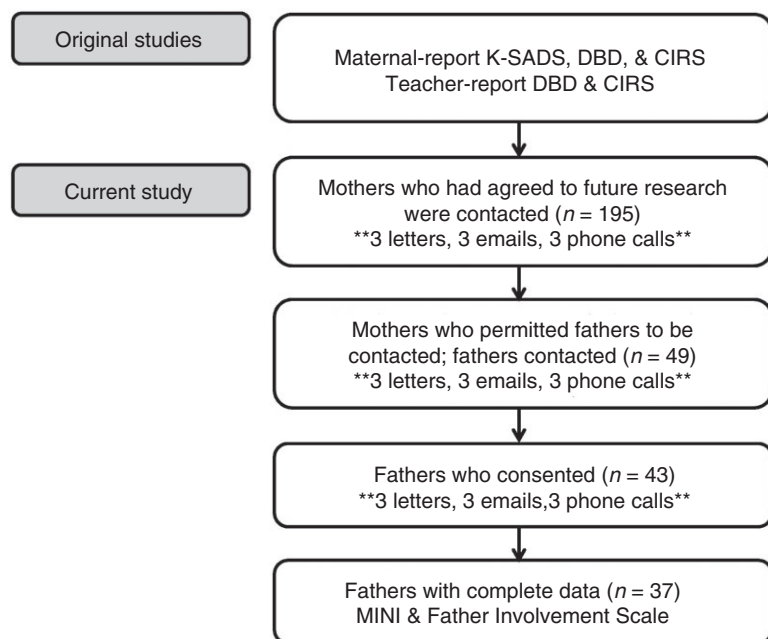 Original studies
Maternal-report K-SADS, DBD, & CIRS
Teacher-report DBD & CIRS
Current study
Mothers who had agreed to future research
were contacted (n = 195)
**3 letters, 3 emails, 3 phone calls**
Mothers who permitted fathers to be
contacted; fathers contacted (n = 49)
**3 letters, 3 emails, 3 phone calls**
Fathers who consented (n = 43)
**3 letters, 3 emails,3 phone calls**
Fathers with complete data (n = 37)
MINI & Father Involvement Scale